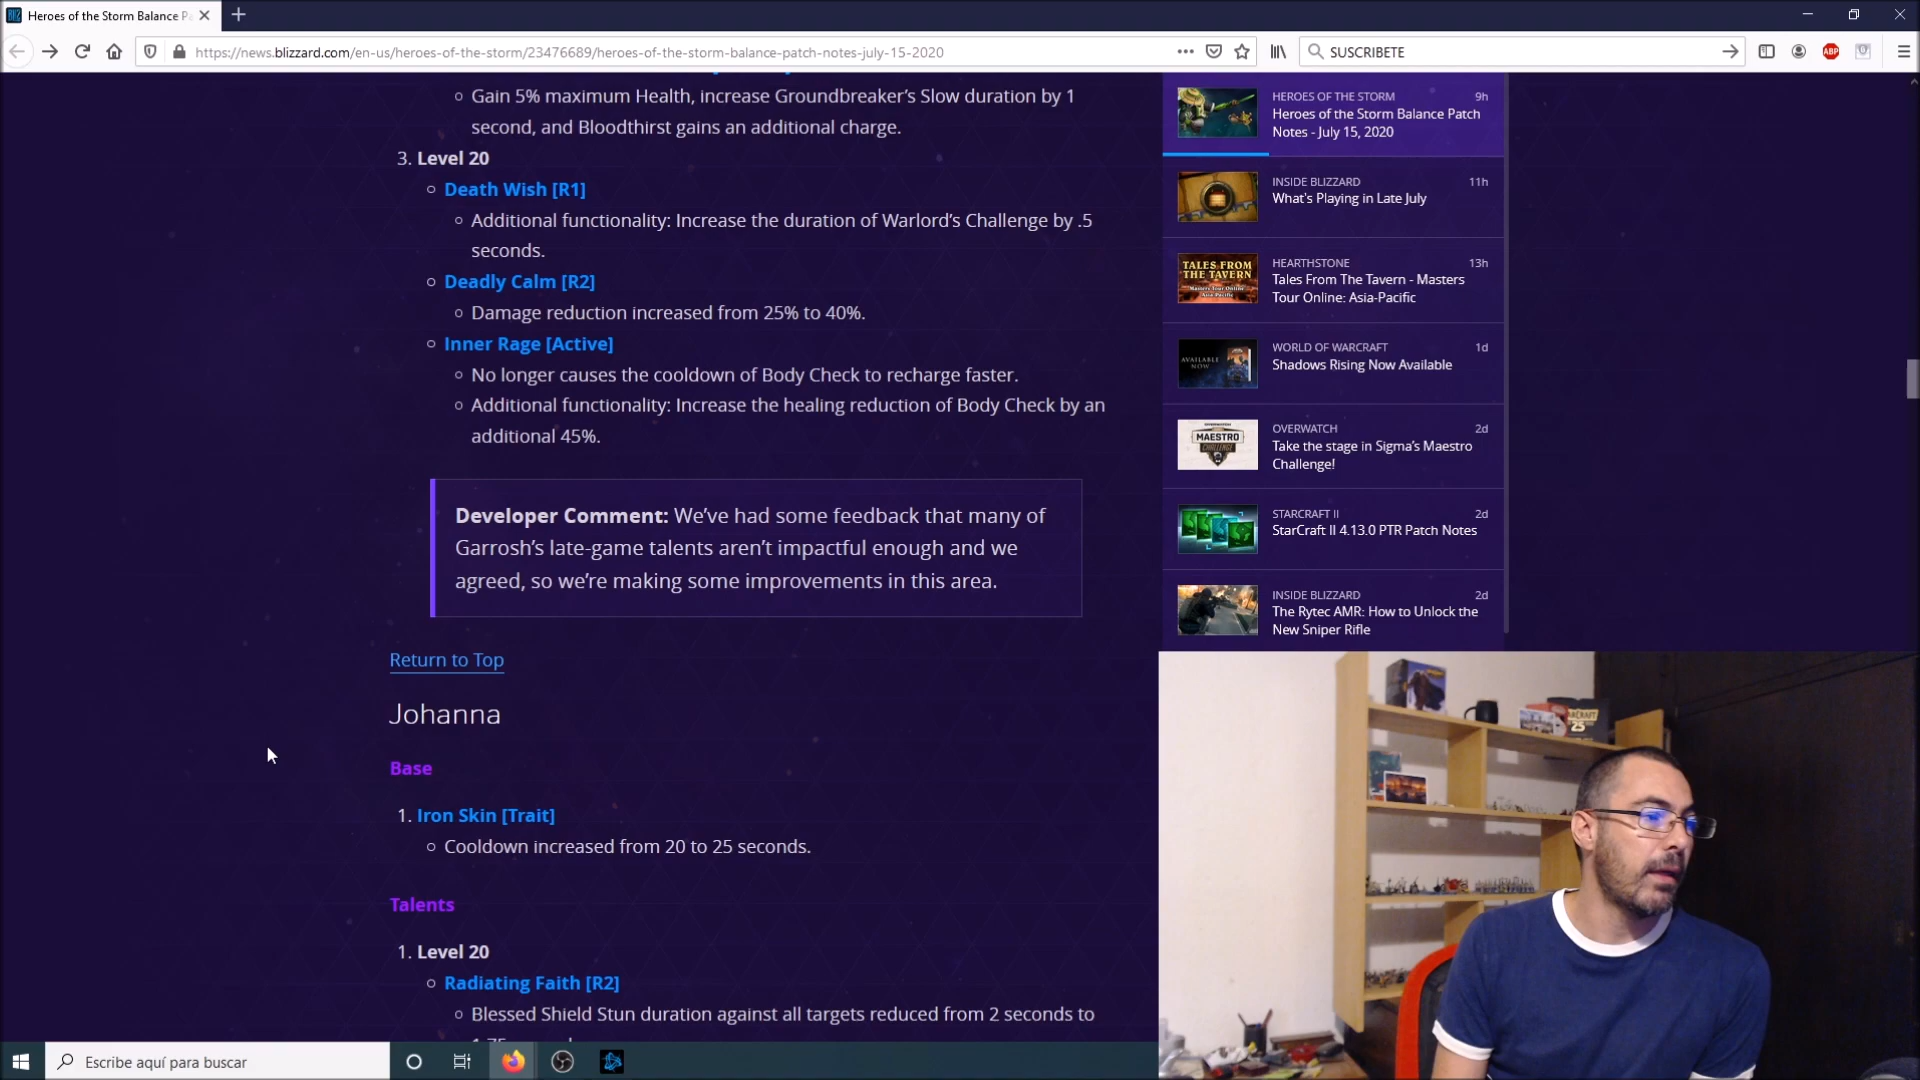 Heroes of the Storm Balance P
https://news.blizzard.com/en-us/heroes-of-the-storm/23476689/heroes-of-the-storm-balance-patch-notes-july-15-2020
SUSCRIBETE
ABP
Gain 5% maximum Health, increase Groundbreaker's Slow duration by 1
second, and Bloodthirst gains an additional charge.
3. Level 20
Death Wish [R1]
Additional functionality: Increase the duration of Warlord's Challenge by .5
seconds.
Deadly Calm [R2]
Damage reduction increased from 25% to 40%.
Inner Rage [Active]
No longer causes the cooldown of Body Check to recharge faster.
Additional functionality: Increase the healing reduction of Body Check by an
additional 45%.
Developer Comment: We've had some feedback that many of
Garrosh's late-game talents aren't impactful enough and we
agreed, so we're making some improvements in this area.
Return to Top
Johanna
Base
1. Iron Skin [Trait]
Cooldown increased from 20 to 25 seconds.
Talents
1. Level 20
Radiating Faith [R2]
Blessed Shield Stun duration against all targets reduced from 2 seconds to
HEROES OF THE STORM 9h
Heroes of the Storm Balance Patch
Notes - July 15, 2020
INSIDE BLIZZARD 11h
What's Playing in Late July
TALES FROM
THE TAVERN
HEARTHSTONE 13h
Tales From The Tavern - Masters
Tour Online: Asia-Pacific
AVAILABLE
NOW
WORLD OF WARCRAFT 1d
Shadows Rising Now Available
MAESTRO
CHALLENGE
OVERWATCH 2d
Take the stage in Sigma's Maestro
Challenge!
STARCRAFT II 2d
StarCraft II 4.13.0 PTR Patch Notes
INSIDE BLIZZARD 2d
The Rytec AMR: How to Unlock the
New Sniper Rifle
25
Escribe aquí para buscar